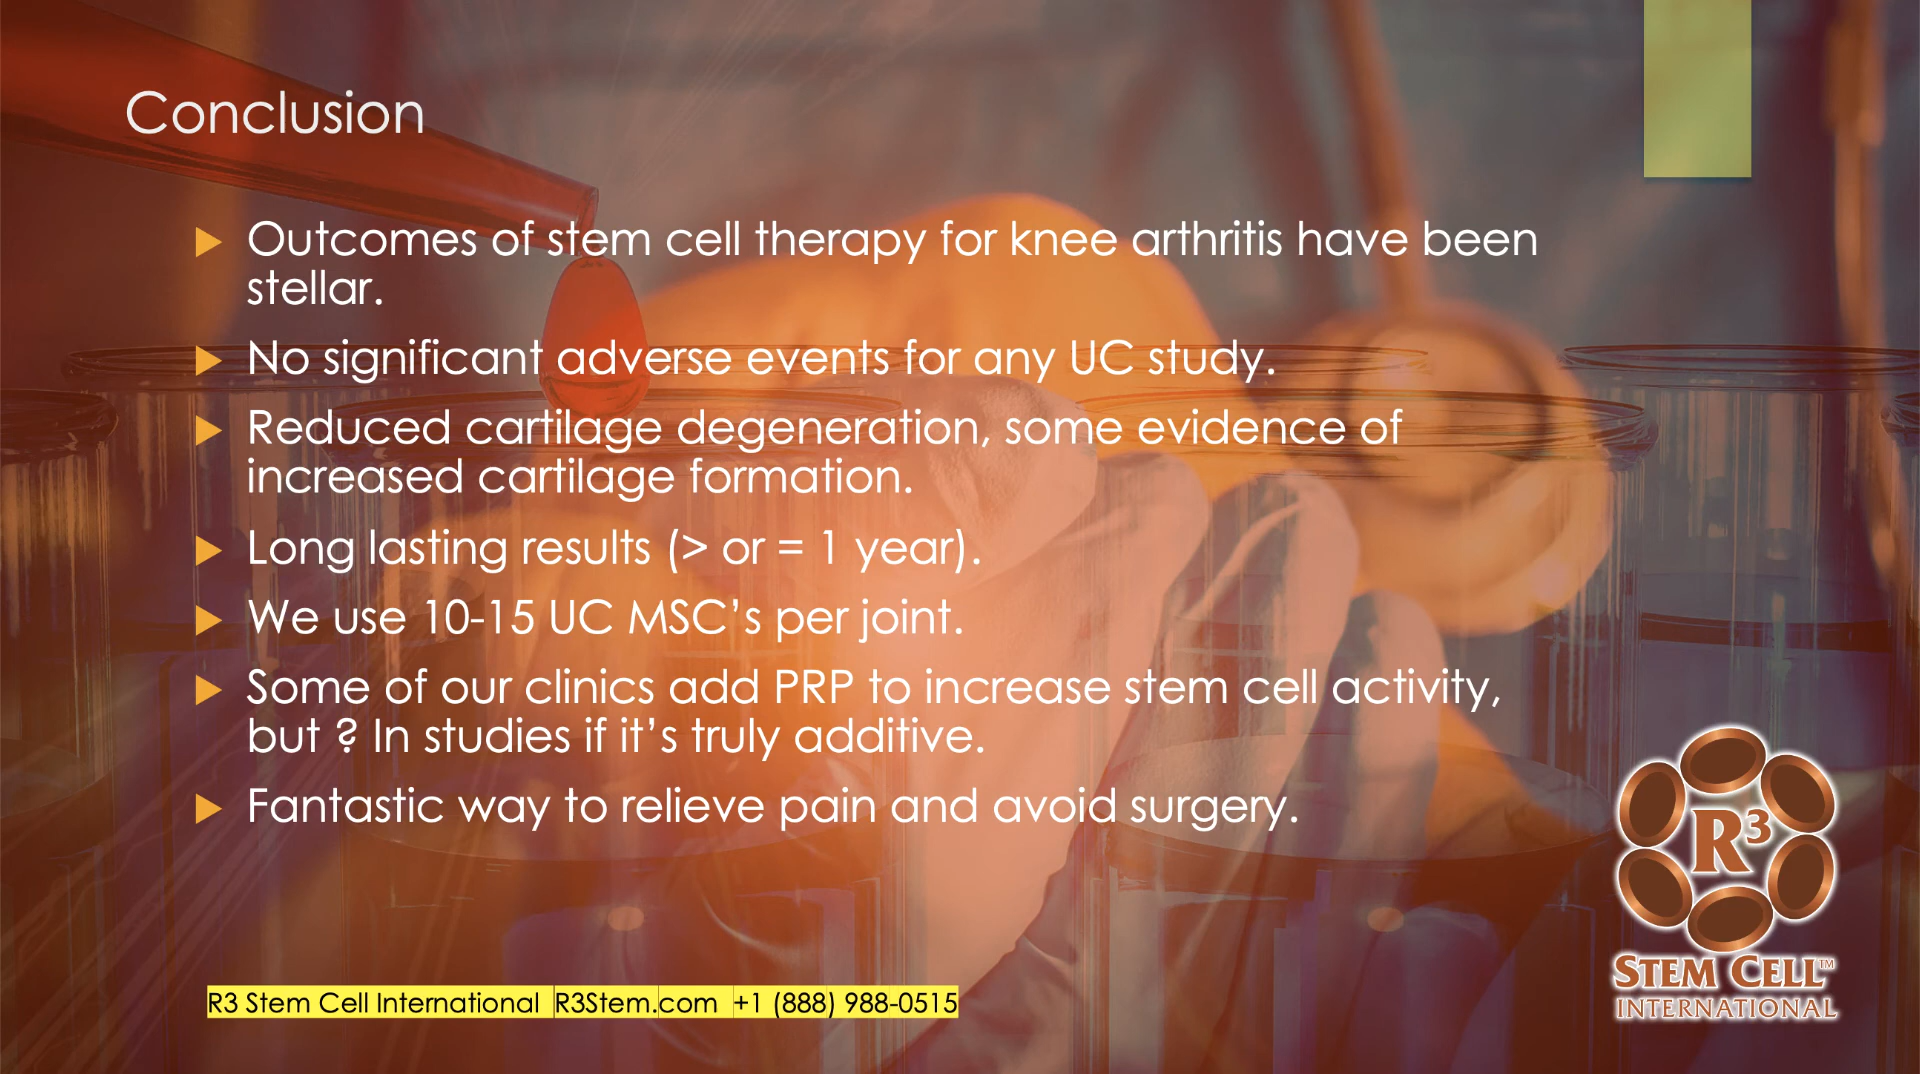 Conclusion
Outcomes of stem cell therapy for knee arthritis have been
stellar.
No significant adverse events for any UC study.
Reduced cartilage degeneration, some evidence of
increased cartilage formation.
Long lasting results (> or = 1 year).
We use 10-15 UC MSC’s per joint.
Some of our clinics add PRP to increase stem cell activity,
but ? In studies if it’s truly additive.
Fantastic way to relieve pain and avoid surgery.
R3
STEM CELL™
INTERNATIONAL
R3 Stem Cell International R3Stem.com +1 (888) 988-0515